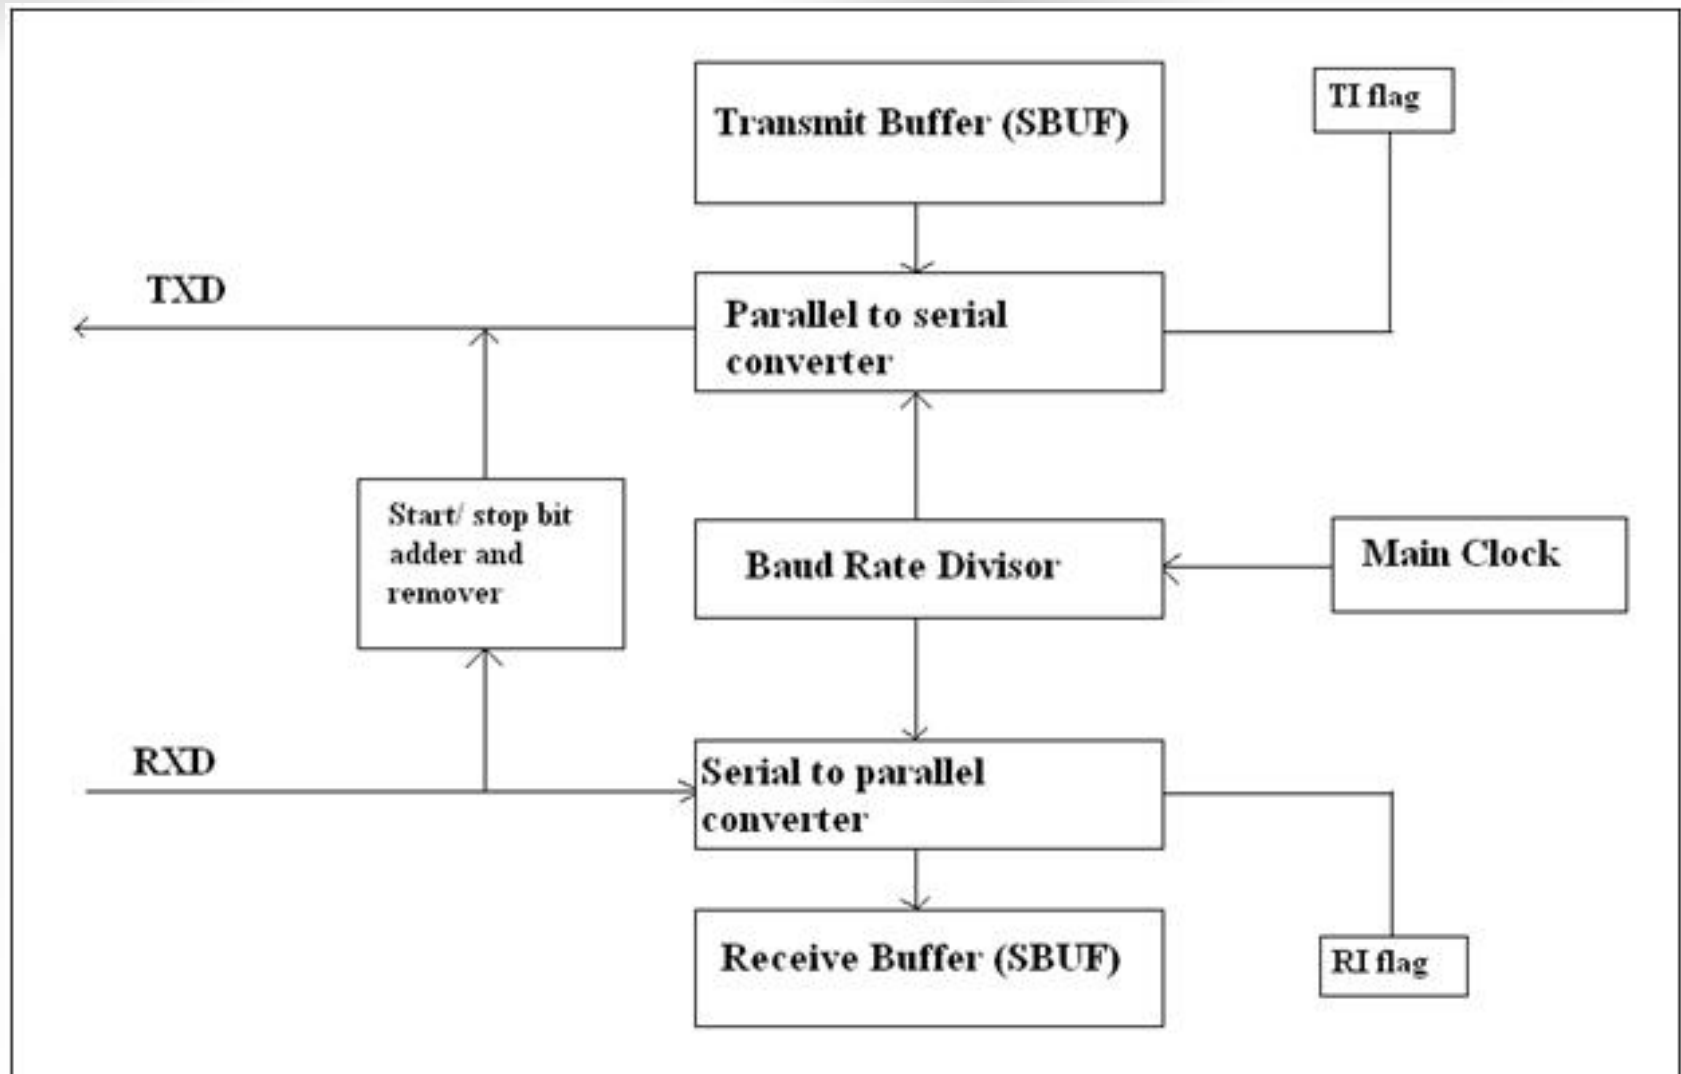 Transmit Buffer (SBUF)
TI flag
TXD
Parallel to serial
converter
Start/ stop bit
adder and
remover
Baud Rate Divisor
Main Clock
RXD
Serial to parallel
converter
Receive Buffer (SBUF)
RI flag